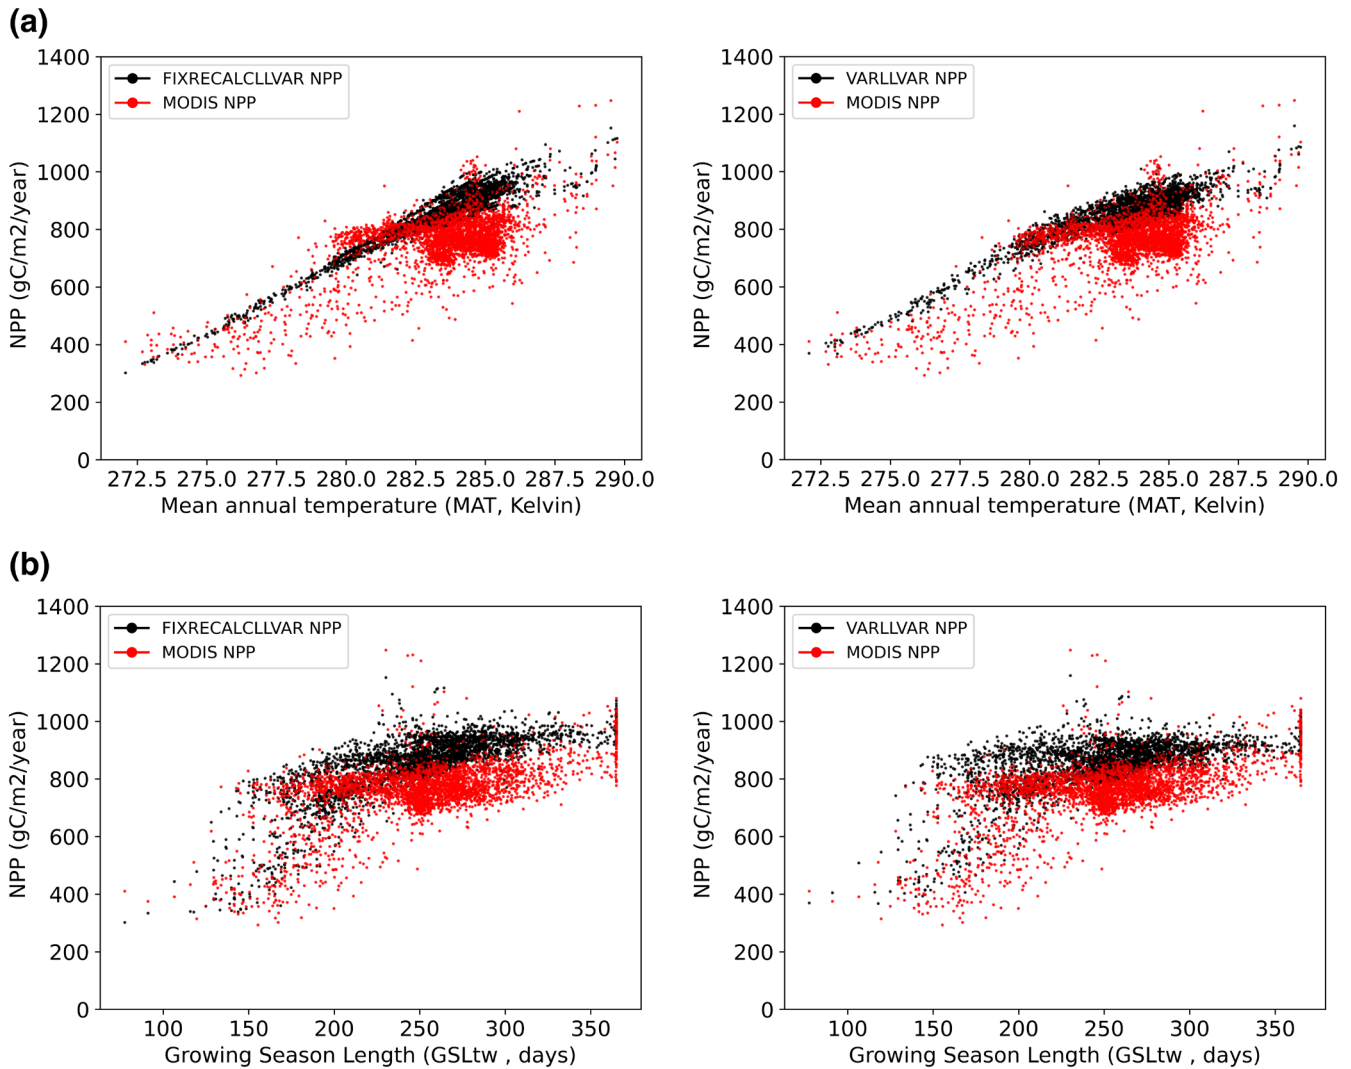 (a)
1400
1200
1000
800
600
400
200
0
NPP (gC/m2/year)
FIXRECALCLLVAR NPP
MODIS NPP
272.5 275.0 277.5 280.0 282.5 285.0 287.5 290.0
Mean annual temperature (MAT, Kelvin)
1400
1200
1000
800
600
400
200
0
NPP (gC/m2/year)
VARLLVAR NPP
MODIS NPP
272.5 275.0 277.5 280.0 282.5 285.0 287.5 290.0
Mean annual temperature (MAT, Kelvin)
(b)
1400
1200
1000
800
600
400
200
0
NPP (gC/m2/year)
FIXRECALCLLVAR NPP
MODIS NPP
100 150 200 250 300 350
Growing Season Length (GSLtw , days)
1400
1200
1000
800
600
400
200
0
NPP (gC/m2/year)
VARLLVAR NPP
MODIS NPP
100 150 200 250 300 350
Growing Season Length (GSLtw , days)